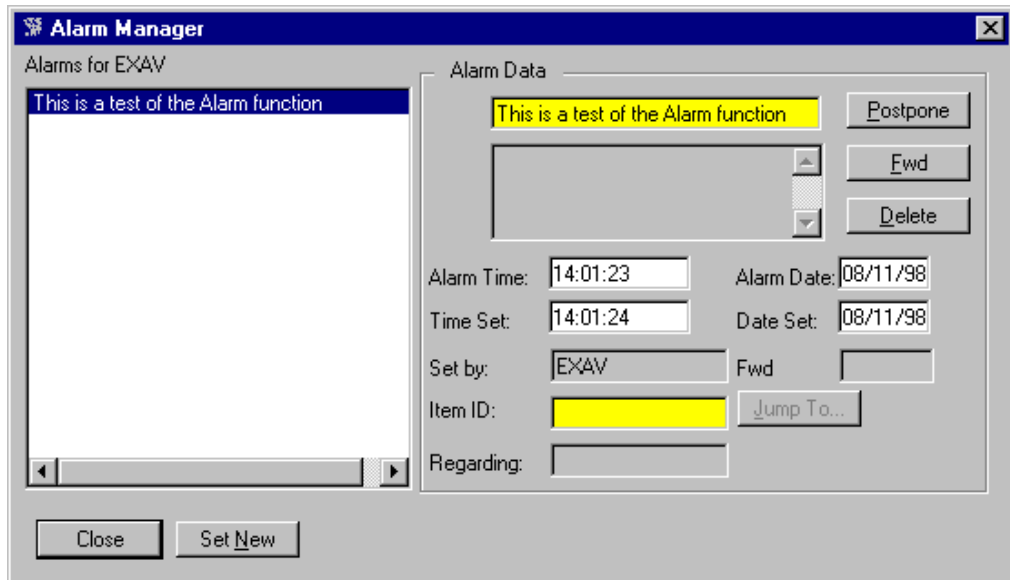 Alarm Manager
Alarms for EXAV
This is a test of the Alarm function
Alarm Data
This is a test of the Alarm function
Postpone
Fwd
Delete
Alarm Time: 14:01:23 Alarm Date: 08/11/98
Time Set: 14:01:24 Date Set: 08/11/98
Set by: EXAV Fwd
Item ID: Jump To...
Regarding:
Close Set New